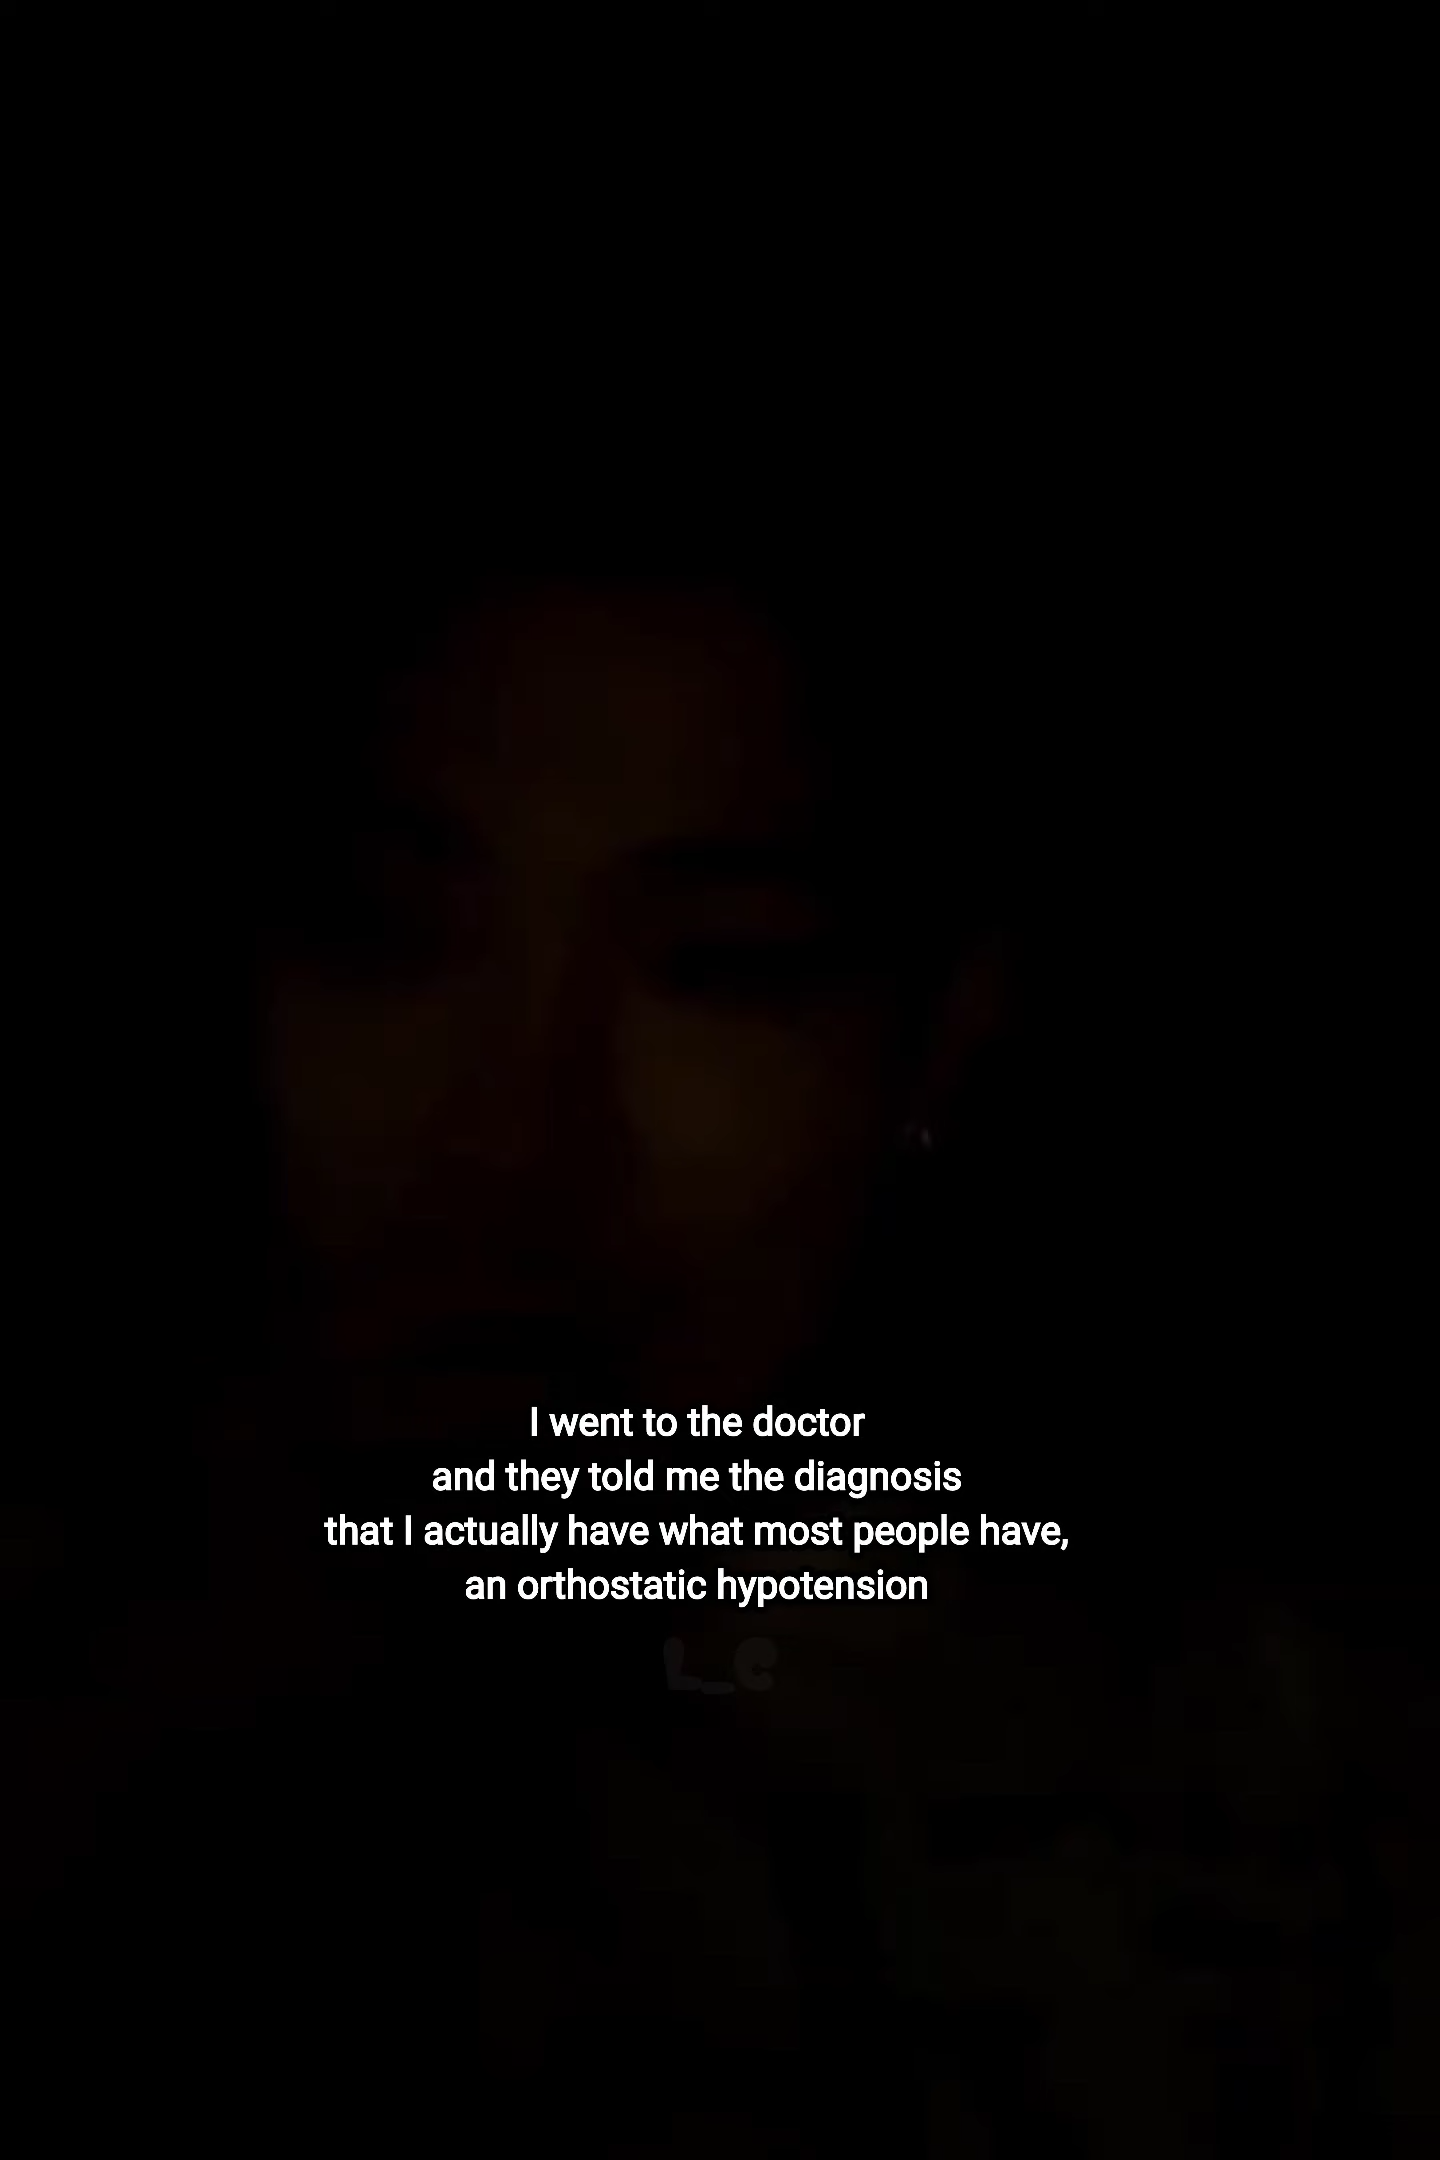 I went to the doctor
and they told me the diagnosis
that I actually have what most people have,
an orthostatic hypotension
L_C